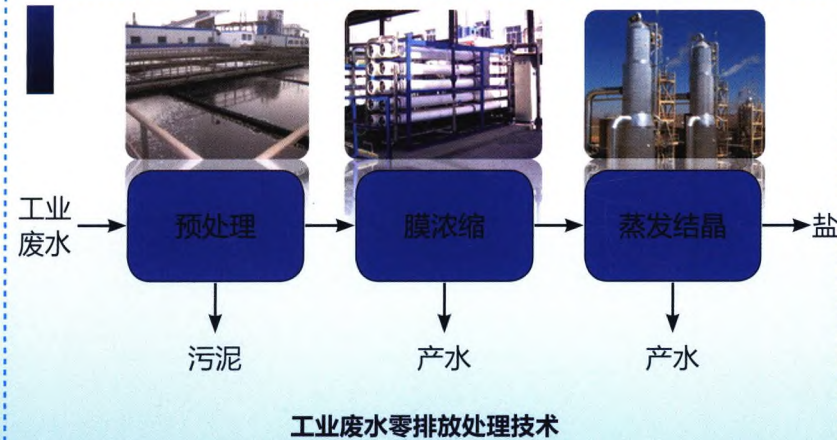 工业
废水
预处理
膜浓缩
蒸发结晶
盐
污泥
产水
产水
工业废水零排放处理技术